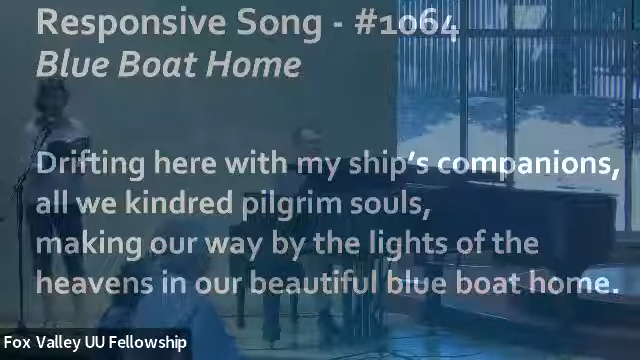 Responsive Song - #1064
Blue Boat Home
Drifting here with my ship's companions,
all we kindred pilgrim souls,
making our way by the lights of the
heavens in our beautiful blue boat home.
Fox Valley UU Fellowship